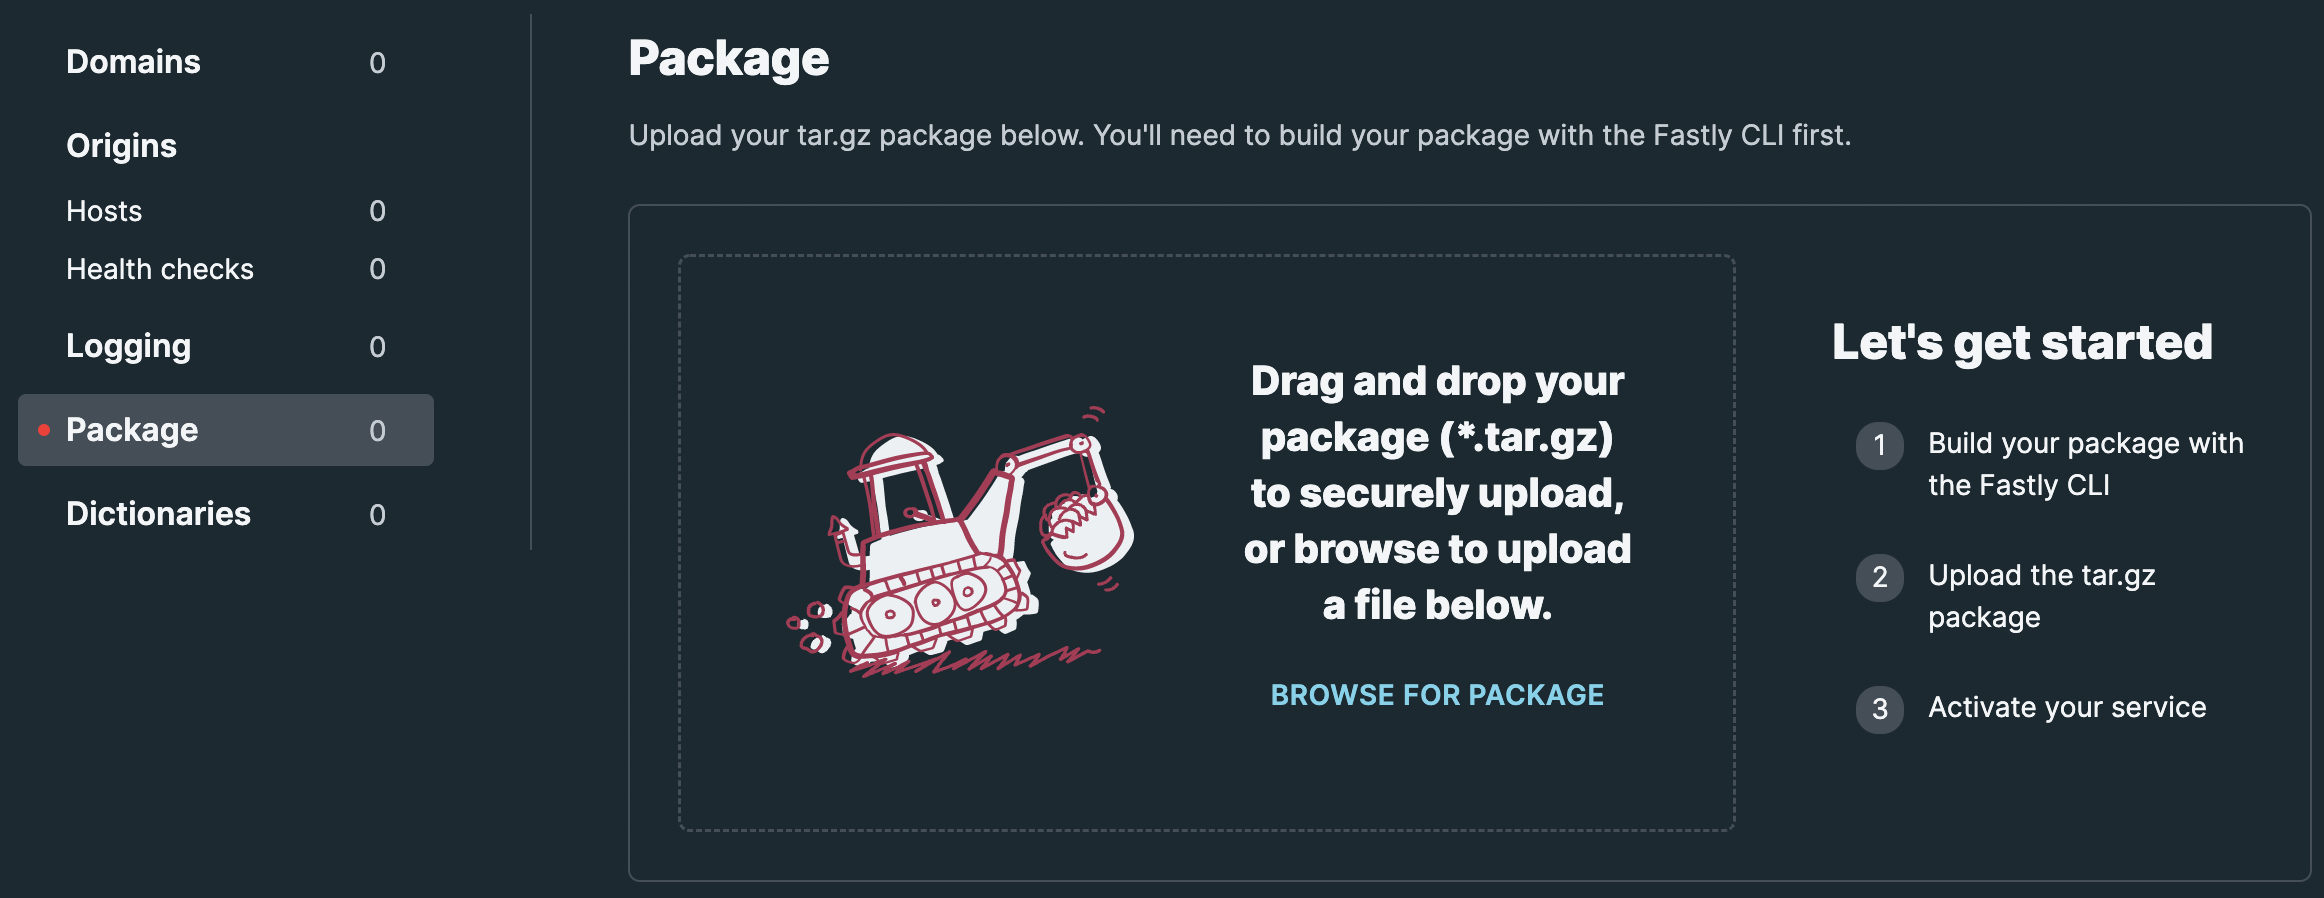 Domains 0
Origins
Hosts 0
Health checks 0
Logging 0
Package 0
Dictionaries 0
Package
Upload your tar.gz package below. You'll need to build your package with the Fastly CLI first.
Drag and drop your
package (*.tar.gz)
to securely upload,
or browse to upload
a file below.
BROWSE FOR PACKAGE
Let's get started
1 Build your package with
the Fastly CLI
2 Upload the tar.gz
package
3 Activate your service